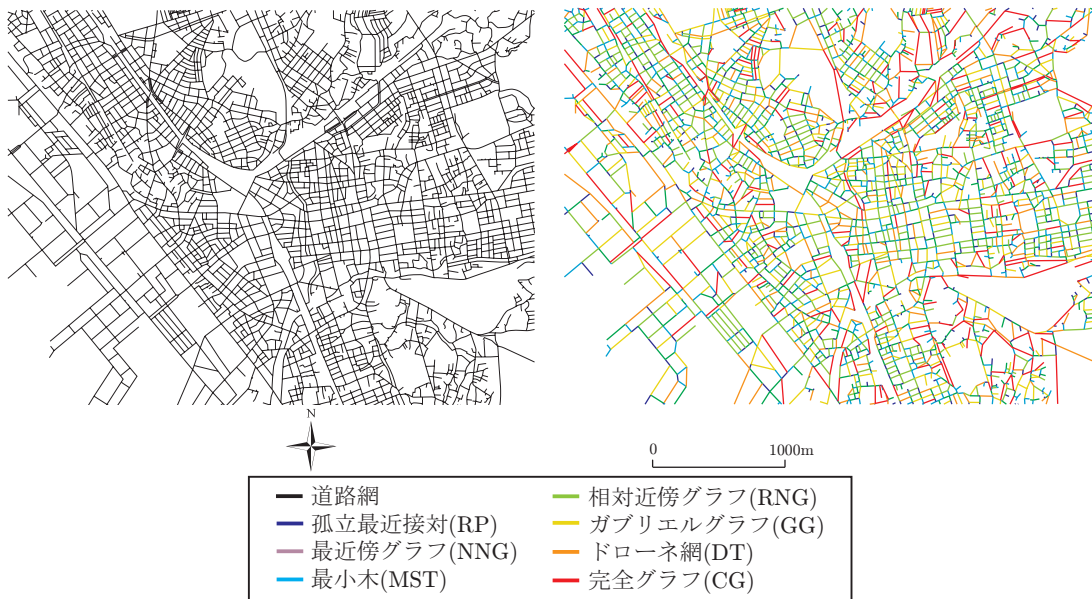 N
0
1000m
道路網
孤立最近接対(RP)
最近傍グラフ(NNG)
最小木(MST)
相対近傍グラフ(RNG)
ガブリエルグラフ(GG)
ドローネ網(DT)
完全グラフ(CG)